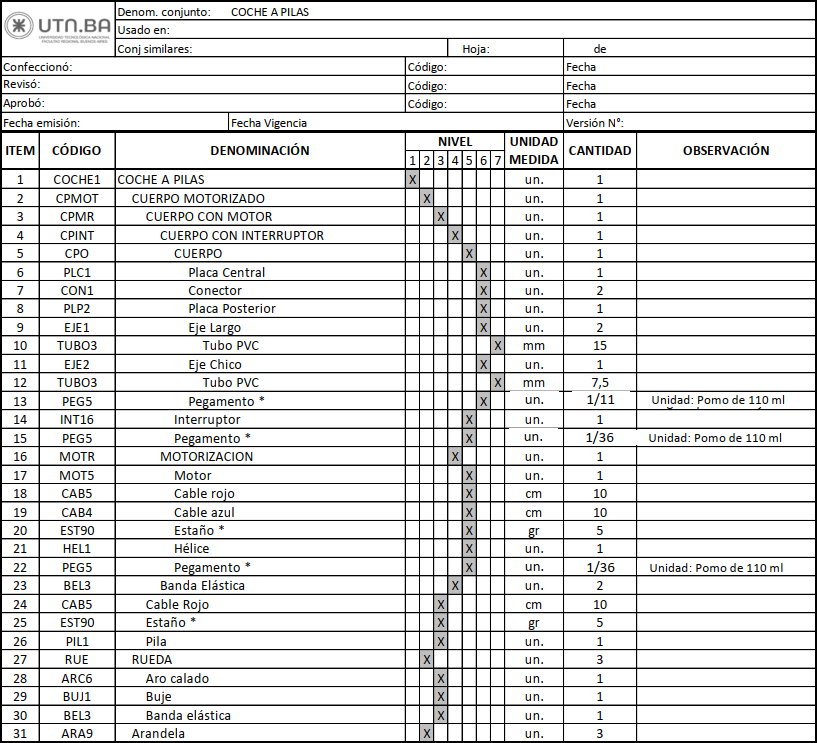 UTN.BA
UNIVERSIDAD TECNOLÓGICA NACIONAL
FACULTAD REGIONAL BUENOS AIRES
Denom. conjunto: COCHE A PILAS
Usado en:
Conj similares: Hoja: de
Confeccionó: Código: Fecha
Revisó: Código: Fecha
Aprobó: Código: Fecha
Fecha emisión: Fecha Vigencia Versión N°:
ITEM CÓDIGO DENOMINACIÓN NIVEL UNIDAD MEDIDA CANTIDAD OBSERVACIÓN
1 2 3 4 5 6 7
1 COCHE1 COCHE A PILAS X un. 1
2 CPMOT CUERPO MOTORIZADO X un. 1
3 CPMR CUERPO CON MOTOR X un. 1
4 CPINT CUERPO CON INTERRUPTOR X un. 1
5 CPO CUERPO X un. 1
6 PLC1 Placa Central X un. 1
7 CON1 Conector X un. 2
8 PLP2 Placa Posterior X un. 1
9 EJE1 Eje Largo X un. 2
10 TUBO3 Tubo PVC X mm 15
11 EJE2 Eje Chico X un. 1
12 TUBO3 Tubo PVC X mm 7,5
13 PEG5 Pegamento * X un. 1/11 Unidad: Pomo de 110 ml
14 INT16 Interruptor X un. 1
15 PEG5 Pegamento * X un. 1/36 Unidad: Pomo de 110 ml
16 MOTR MOTORIZACION X un. 1
17 MOT5 Motor X un. 1
18 CAB5 Cable rojo X cm 10
19 CAB4 Cable azul X cm 10
20 EST90 Estaño * X gr 5
21 HEL1 Hélice X un. 1
22 PEG5 Pegamento * X un. 1/36 Unidad: Pomo de 110 ml
23 BEL3 Banda Elástica X un. 2
24 CAB5 Cable Rojo X cm 10
25 EST90 Estaño * X gr 5
26 PIL1 Pila X un. 1
27 RUE RUEDA X un. 3
28 ARC6 Aro calado X un. 1
29 BUJ1 Buje X un. 1
30 BEL3 Banda elástica X un. 1
31 ARA9 Arandela X un. 3